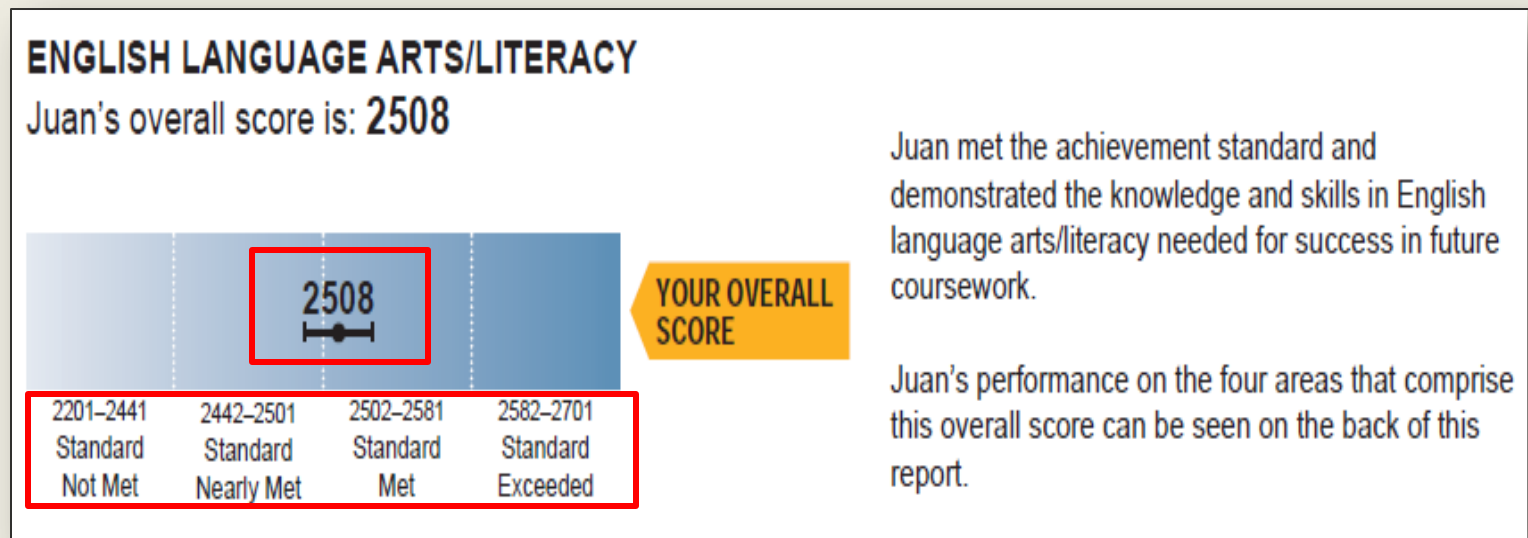 ENGLISH LANGUAGE ARTS/LITERACY
Juan's overall score is: 2508
2508
YOUR OVERALL
SCORE
2201–2441
Standard
Not Met
2442–2501
Standard
Nearly Met
2502–2581
Standard
Met
2582–2701
Standard
Exceeded
Juan met the achievement standard and
demonstrated the knowledge and skills in English
language arts/literacy needed for success in future
coursework.
Juan's performance on the four areas that comprise
this overall score can be seen on the back of this
report.